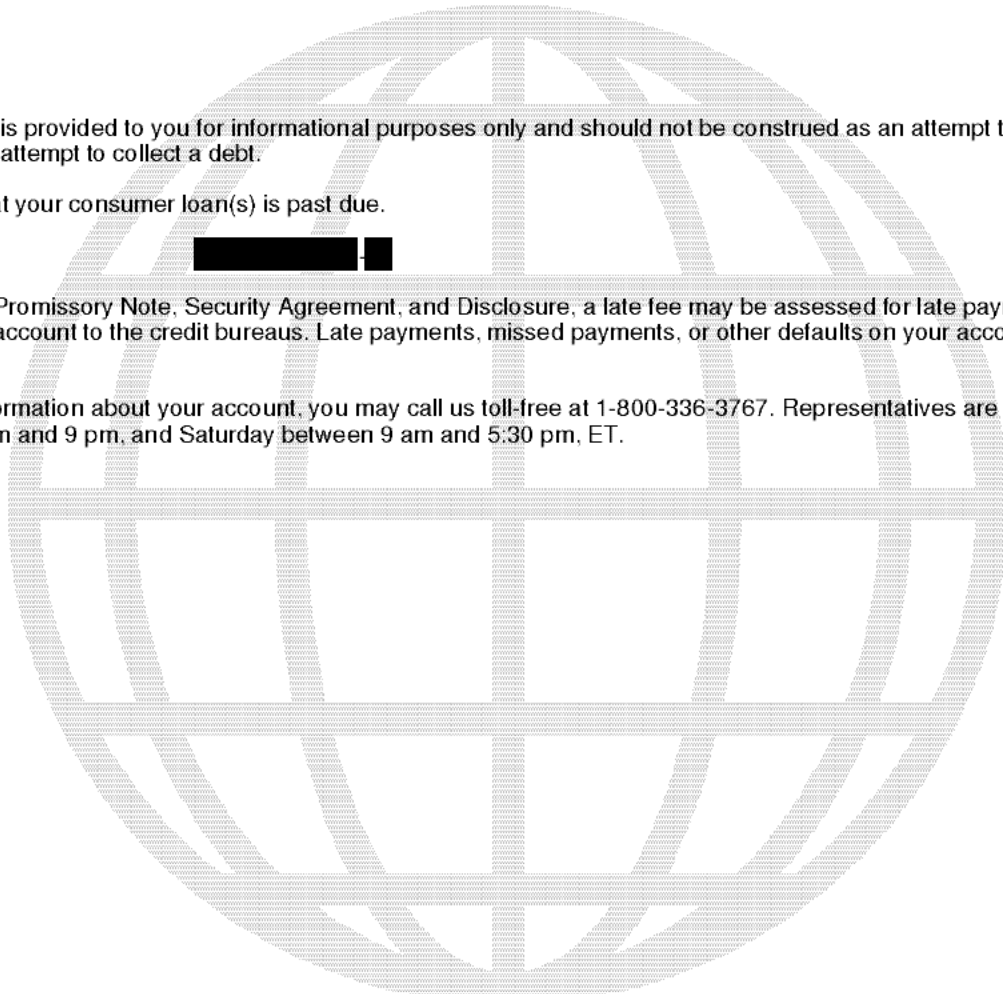 is provided to you for informational purposes only and should not be construed as an attempt t
attempt to collect a debt.
t your consumer loan(s) is past due.
-
Promissory Note, Security Agreement, and Disclosure, a late fee may be assessed for late pay
account to the credit bureaus. Late payments, missed payments, or other defaults on your acco
rmation about your account, you may call us toll-free at 1-800-336-3767. Representatives are
n and 9 pm, and Saturday between 9 am and 5:30 pm, ET.